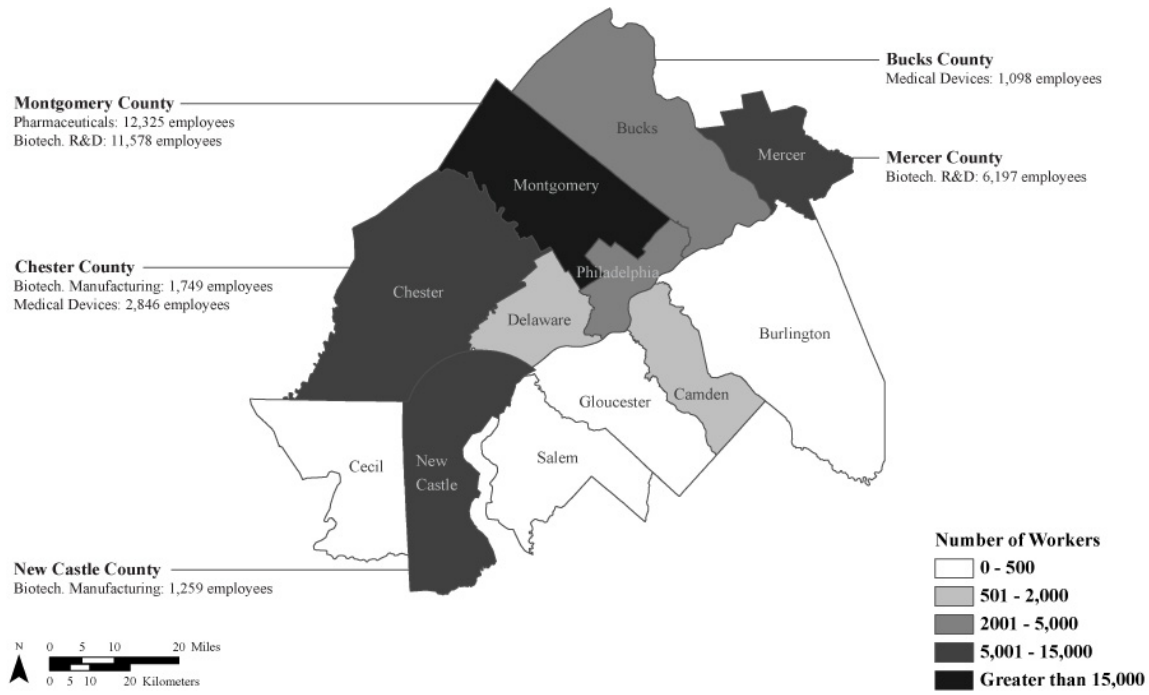 Bucks County
Medical Devices: 1,098 employees
Montgomery County
Pharmaceuticals: 12,325 employees
Biotech. R&D: 11,578 employees
Bucks
Mercer
Mercer County
Biotech. R&D: 6,197 employees
Montgomery
Chester County
Biotech. Manufacturing: 1,749 employees
Medical Devices: 2,846 employees
Philadelphia
Chester
Delaware
Burlington
Camden
Gloucester
Cecil
New
Castle
Salem
New Castle County
Biotech. Manufacturing: 1,259 employees
Number of Workers
0 - 500
501 - 2,000
2001 - 5,000
5,001 - 15,000
Greater than 15,000
N
0 5 10 20 Miles
0 5 10 20 Kilometers